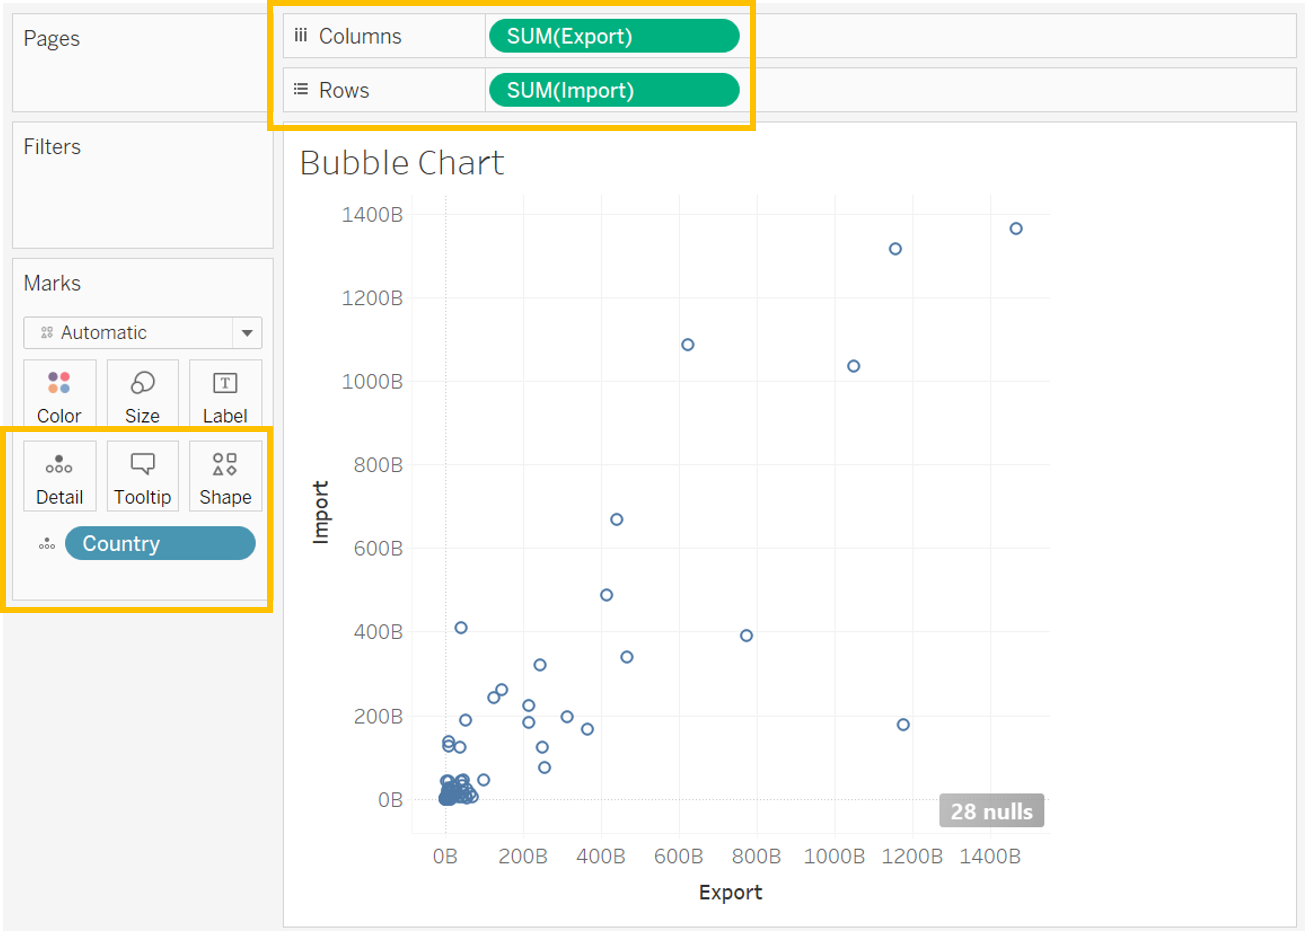 Pages
Columns
SUM(Export)
Rows
SUM(Import)
Filters
Marks
Automatic
Color Size Label
Detail Tooltip Shape
Country
Bubble Chart
1400B
1200B
1000B
800B
600B
400B
200B
0B
Import
28 nulls
0B 200B 400B 600B 800B 1000B 1200B 1400B
Export